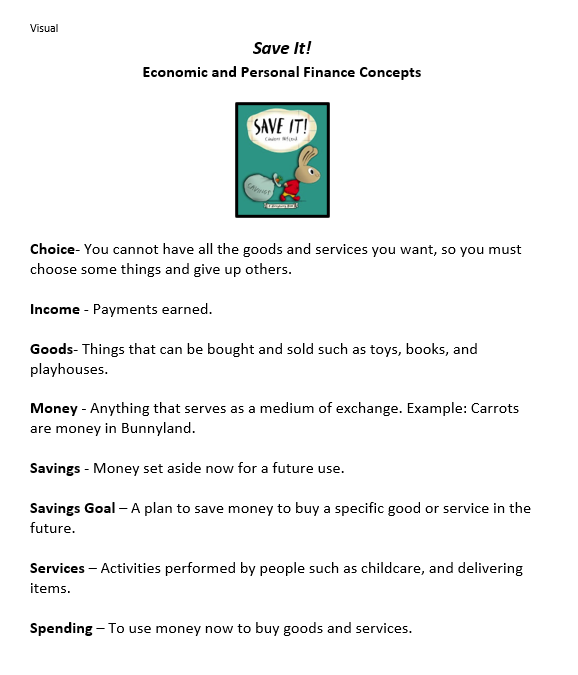 Visual
Save It!
Economic and Personal Finance Concepts
SAVE IT!
Cinders McLeod
SAVINGS
Choice- You cannot have all the goods and services you want, so you must
choose some things and give up others.
Income - Payments earned.
Goods- Things that can be bought and sold such as toys, books, and
playhouses.
Money - Anything that serves as a medium of exchange. Example: Carrots
are money in Bunnyland.
Savings - Money set aside now for a future use.
Savings Goal – A plan to save money to buy a specific good or service in the
future.
Services – Activities performed by people such as childcare, and delivering
items.
Spending – To use money now to buy goods and services.